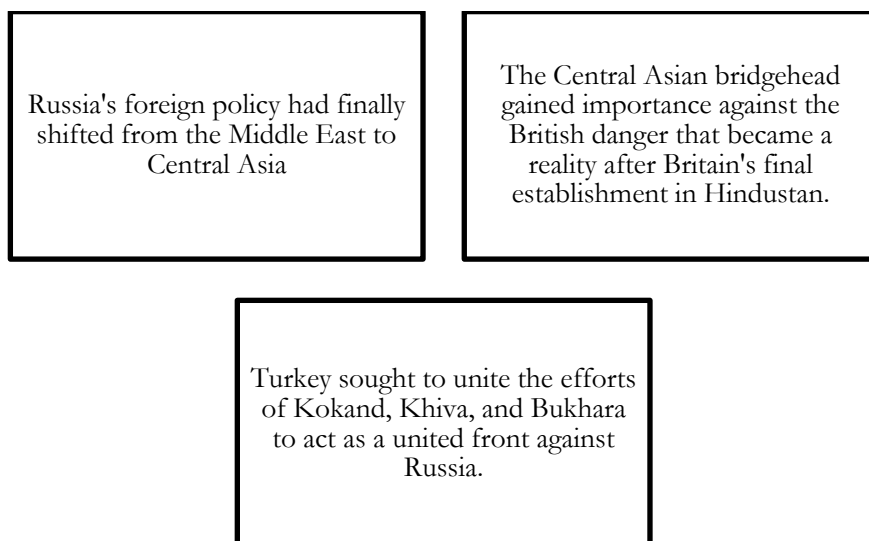 Russia's foreign policy had finally
shifted from the Middle East to
Central Asia
The Central Asian bridgehead
gained importance against the
British danger that became a
reality after Britain's final
establishment in Hindustan.
Turkey sought to unite the efforts
of Kokand, Khiva, and Bukhara
to act as a united front against
Russia.